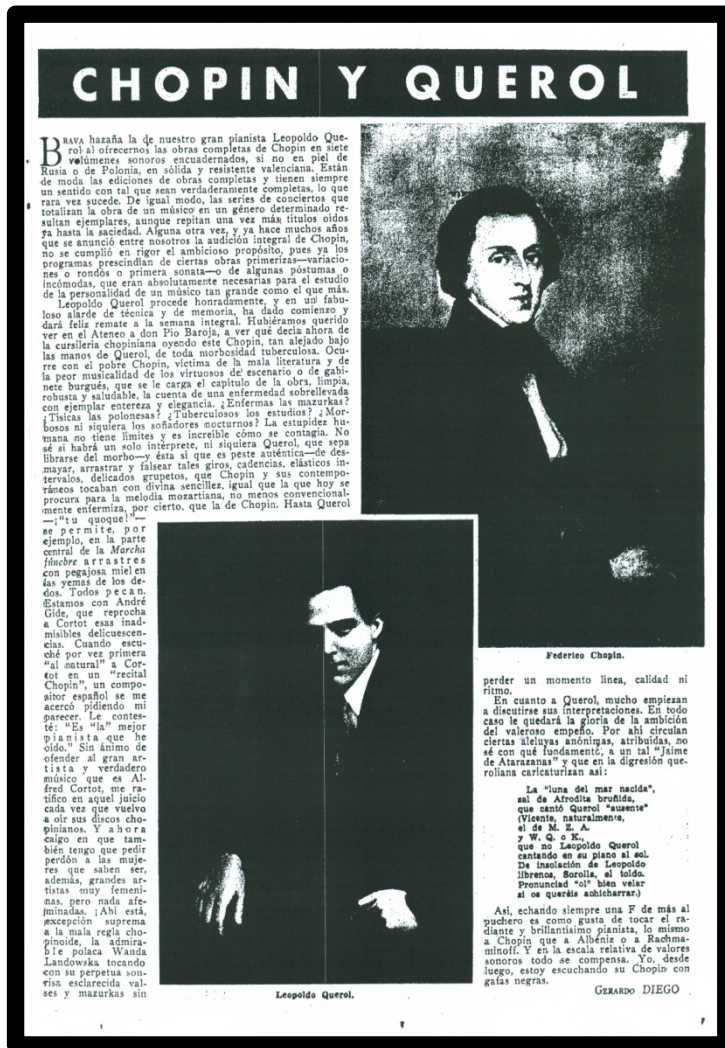 CHOPIN Y QUEROL
BRAVA hazaña la de nuestro gran pianista Leopoldo Que-
rol al ofrecernos las obras completas de Chopin en siete
volúmenes sonoros encuadernados, si no en piel de
Rusia o de Polonia, en sólida y resistente valenciana. Están
de moda las ediciones de obras completas y tienen siempre
un sentido con tal que sean verdaderamente completas, lo que
rara vez sucede. De igual modo, las series de conciertos que
totalizan la obra de un músico en un género determinado re-
sultan ejemplares, aunque repitan una vez más títulos oídos
ya hasta la saciedad. Alguna otra vez, y ya hace muchos años
que se anunció entre nosotros la audición integral de Chopin,
no se cumplió en rigor el ambicioso propósito, pues ya los
programas prescindían de ciertas obras primerizas—variacio-
nes o rondós o primera sonata—o de algunas póstumas o
incómodas, que eran absolutamente necesarias para el estudio
de la personalidad de un músico tan grande como el que más.
Leopoldo Querol procede honradamente, y en un fabu-
loso alarde de técnica y de memoria, ha dado comienzo y
dará feliz remate a la semana integral. Hubiéramos querido
ver en el Ateneo a don Pío Baroja, a ver qué decía ahora de
la cursilería chopiniana oyendo este Chopin, tan alejado bajo
las manos de Querol, de toda morbosidad tuberculosa. Ocu-
rre con el pobre Chopin, víctima de la mala literatura y de
la peor musicalidad de los virtuosos de escenario o de gabi-
nete burgués, que se le carga el capítulo de la obra, limpia,
robusta y saludable, la cuenta de una enfermedad sobrellevada
con ejemplar entereza y elegancia. ¿Enfermas las mazurkas?
¿Tísicas las polonesas? ¿Tuberculosos los estudios? ¿Mor-
bosos ni siquiera los soñadores nocturnos? La estupidez hu-
mana no tiene límites y es increíble cómo se contagia. No
sé si habrá un solo intérprete, ni siquiera Querol, que sepa
librarse del morbo—y ésta sí que es peste auténtica—de des-
mayar, arrastrar y falsear tales giros, cadencias, elásticos in-
tervalos, delicados grupetos, que Chopin y sus contempo-
ráneos tocaban con divina sencillez, igual que la que hoy se
procura para la melodía mozartiana, no menos convencional-
mente enfermiza, por cierto, que la de Chopin. Hasta Querol
—¡"tu quoque!"—
se permite, por
ejemplo, en la parte
central de la Marcha
fúnebre arrastres
con pegajosa miel en
las yemas de los de-
dos. Todos pecan.
Estamos con André
Gide, que reprocha
a Cortot esas inad-
misibles delicuescen-
cias. Cuando escu-
ché por vez primera
"al natural" a Cor-
tot en un "recital
Chopin", un compo-
sitor español se me
acercó pidiendo mi
parecer. Le contes-
té: "Es "la" mejor
pianista que he
oído." Sin ánimo de
ofender al gran ar-
tista y verdadero
músico que es Al-
fred Cortot, me ra-
tifico en aquel juicio
cada vez que vuelvo
a oír sus discos cho-
pinianos. Y ahora
caigo en que tam-
bién tengo que pedir
perdón a las muje-
res que saben ser,
además, grandes ar-
tistas muy femeni-
nas, pero nada afe-
minadas. ¡Ahí está,
excepción suprema
a la mala regla cho-
pinoide, la admira-
ble polaca Wanda
Landowska tocando
con su perpetua son-
risa esclarecida val-
ses y mazurkas sin
Leopoldo Querol.
Federico Chopin.
perder un momento línea, calidad ni
ritmo.
En cuanto a Querol, mucho empiezan
a discutirse sus interpretaciones. En todo
caso le quedará la gloria de la ambición
del valeroso empeño. Por ahí circulan
ciertas aleluyas anónimas, atribuídas, no
sé con qué fundamento, a un tal "Jaime
de Atarazanas" y que en la digresión que-
roliana caricaturizan así:
La "luna del mar nacida",
sal de Afrodita bruñida,
que cantó Querol "ausente"
(Vicente, naturalmente,
el de M. Z. A.
y W. Q. o K.,
que no Leopoldo Querol
cantando en su piano al sol.
De insolación de Leopoldo
líbrenos, Sorolla, el toldo.
Pronunciad "ol" bien velar
si os queréis achicharrar.)
Así, echando siempre una F de más al
puchero es como gusta de tocar el ra-
diante y brillantísimo pianista, lo mismo
a Chopin que a Albéniz o a Rachma-
minoff. Y en la escala relativa de valores
sonoros todo se compensa. Yo, desde
luego, estoy escuchando su Chopin con
gafas negras.
GERARDO DIEGO